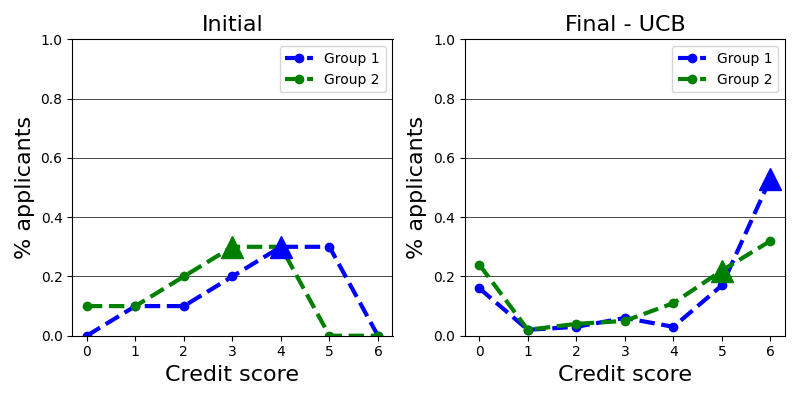 Initial
Final - UCB
% applicants
1.0
0.8
0.6
0.4
0.2
0.0
Group 1
Group 2
0 1 2 3 4 5 6
Credit score
% applicants
1.0
0.8
0.6
0.4
0.2
0.0
Group 1
Group 2
0 1 2 3 4 5 6
Credit score